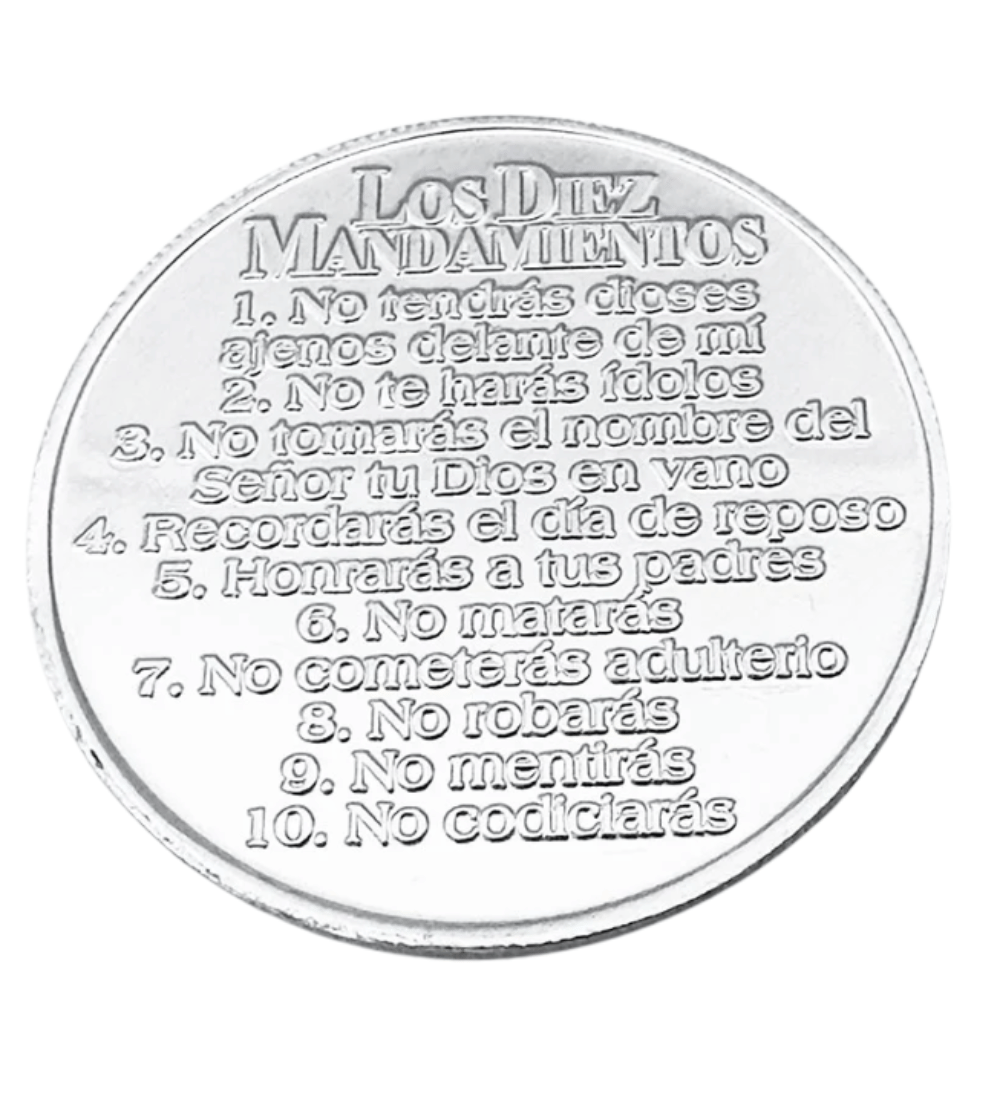 Los Diez
Mandamientos
1. No tendrás dioses
ajenos delante de mí
2. No te harás ídolos
3. No tomarás el nombre del
Señor tu Dios en vano
4. Recordarás el día de reposo
5. Honrarás a tus padres
6. No matarás
7. No cometerás adulterio
8. No robarás
9. No mentirás
10. No codiciarás